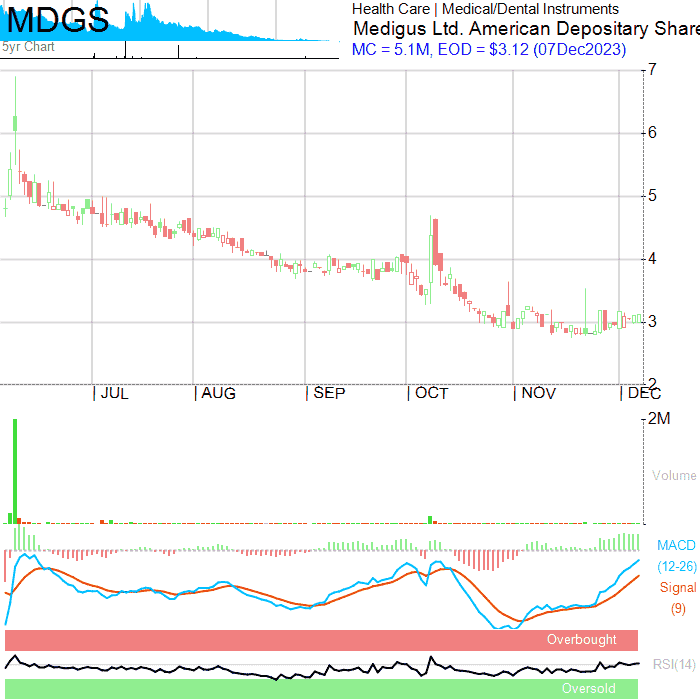 MDGS
5yr Chart
Health Care | Medical/Dental Instruments
Medigus Ltd. American Depositary Share
MC = 5.1M, EOD = $3.12 (07Dec2023)
7
6
5
4
3
2
JUL AUG SEP OCT NOV DEC
2M
Volume
MACD
(12-26)
Signal
(9)
Overbought
RSI(14)
Oversold